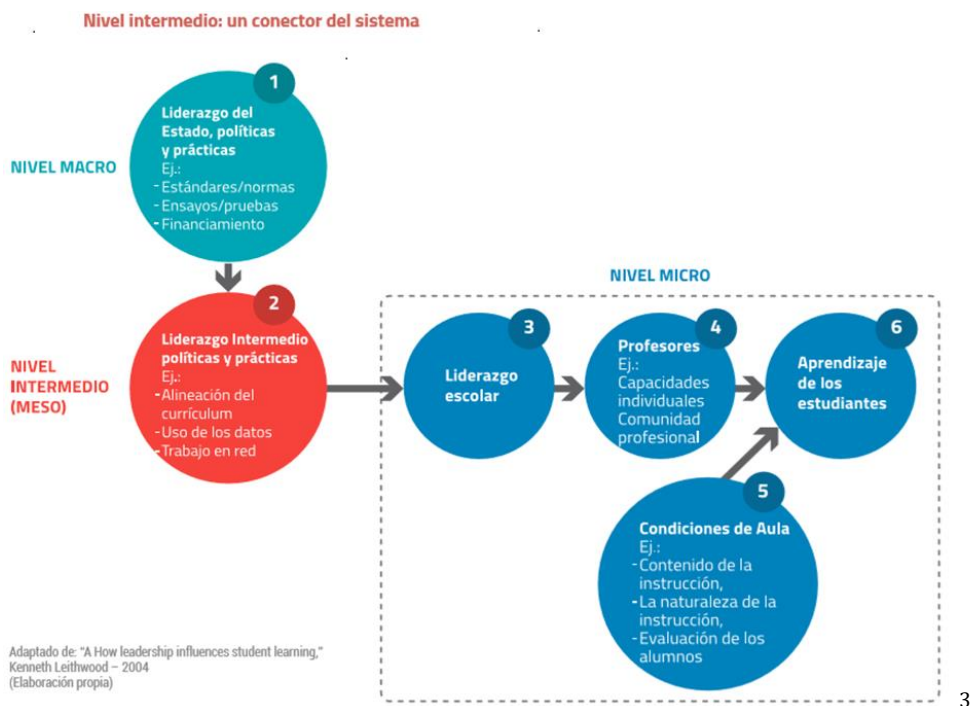 Nivel intermedio: un conector del sistema
1
Liderazgo del
Estado, políticas
y prácticas
Ej.:
- Estándares/normas
- Ensayos/pruebas
- Financiamiento
NIVEL MACRO
NIVEL MICRO
2
Liderazgo Intermedio
políticas y prácticas
Ej.:
- Alineación del
currículum
- Uso de los datos
- Trabajo en red
NIVEL
INTERMEDIO
(MESO)
3
Liderazgo
escolar
4
Profesores
Ej.:
Capacidades
individuales
Comunidad
profesional
6
Aprendizaje
de los
estudiantes
5
Condiciones de Aula
Ej.:
- Contenido de la
instrucción,
- La naturaleza de la
instrucción,
- Evaluación de los
alumnos
Adaptado de: "A How leadership influences student learning,"
Kenneth Leithwood – 2004
(Elaboración propia)
3